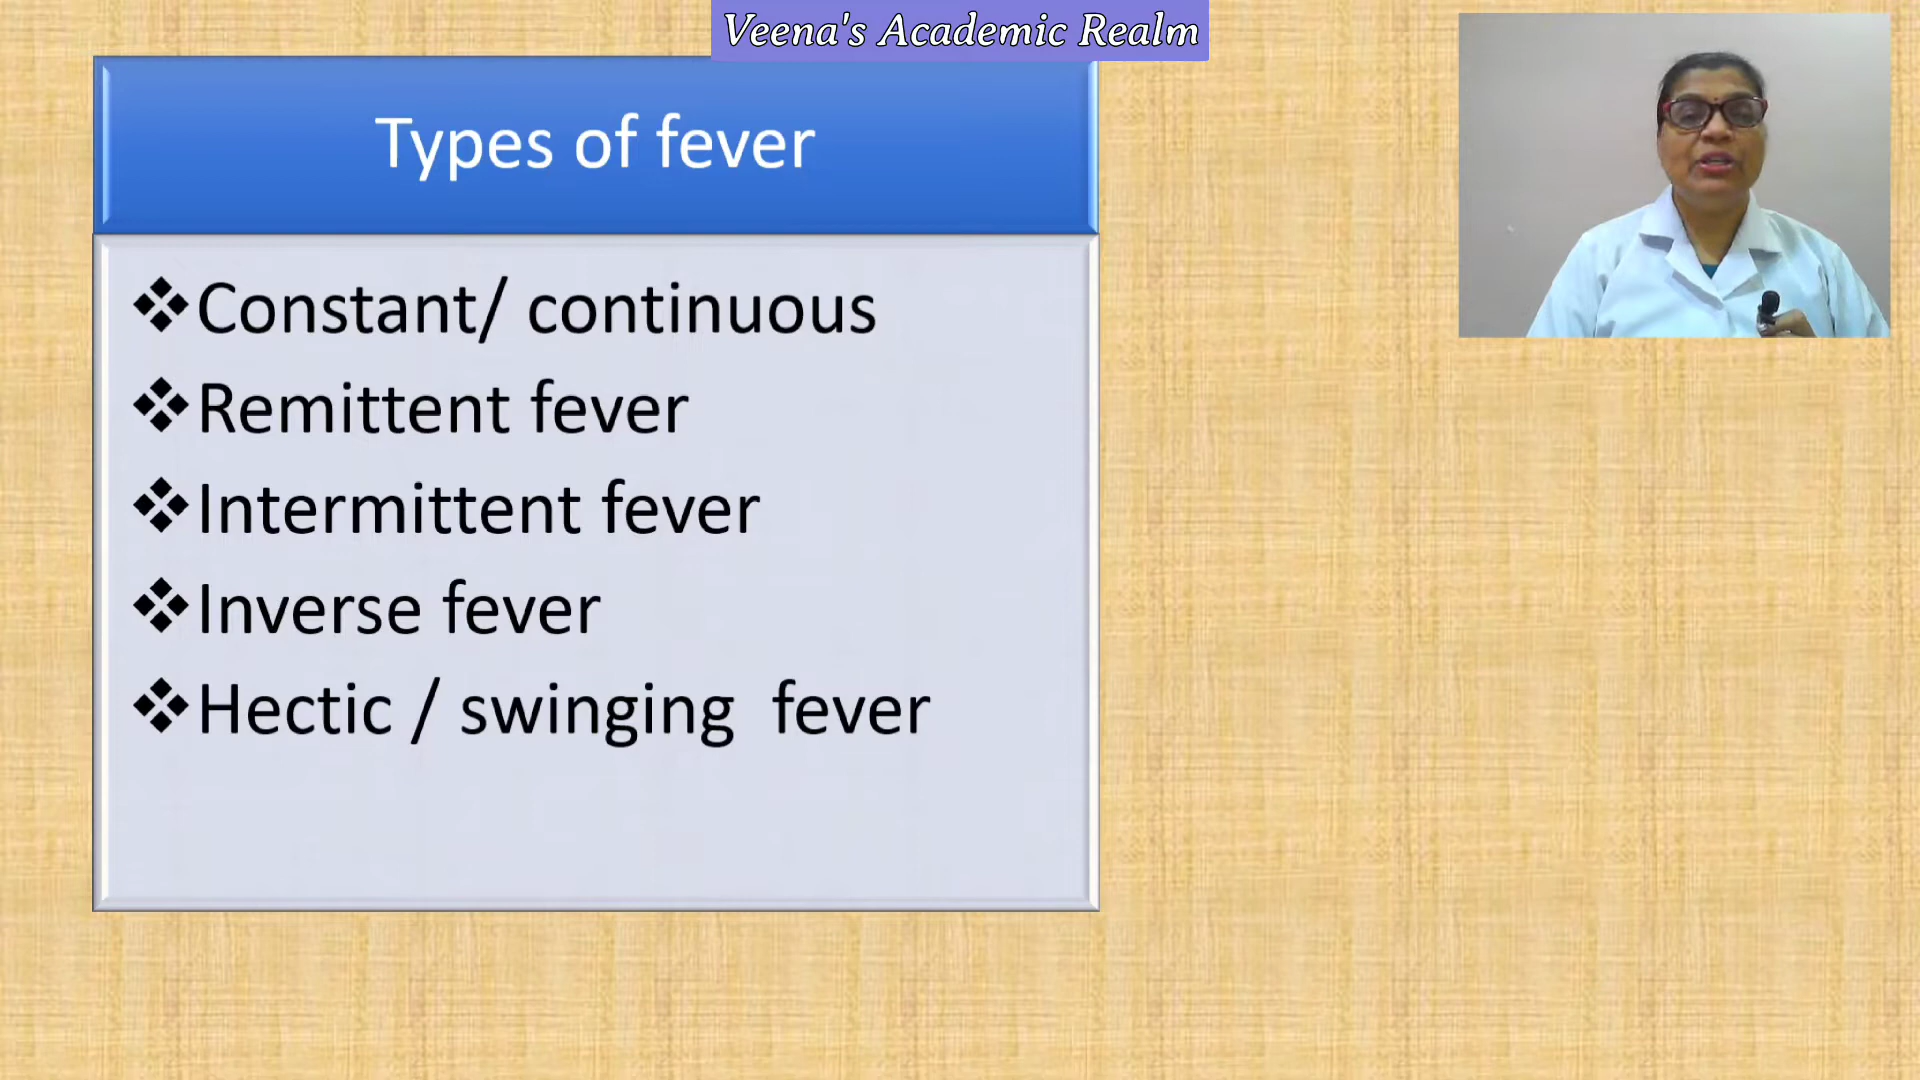 Veena's Academic Realm
Types of fever
❖Constant/ continuous
❖Remittent fever
❖Intermittent fever
❖Inverse fever
❖Hectic / swinging  fever